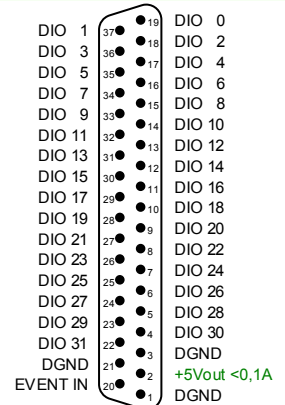 19 DIO 0
DIO 1 37
18 DIO 2
DIO 3 36
17 DIO 4
DIO 5 35
16 DIO 6
DIO 7 34
15 DIO 8
DIO 9 33
14 DIO 10
DIO 11 32
13 DIO 12
DIO 13 31
12 DIO 14
DIO 15 30
11 DIO 16
DIO 17 29
10 DIO 18
DIO 19 28
9 DIO 20
DIO 21 27
8 DIO 22
DIO 23 26
7 DIO 24
DIO 25 25
6 DIO 26
DIO 27 24
5 DIO 28
DIO 29 23
4 DIO 30
DIO 31 22
3 DGND
DGND 21
2 +5Vout <0,1A
EVENT IN 20
1 DGND